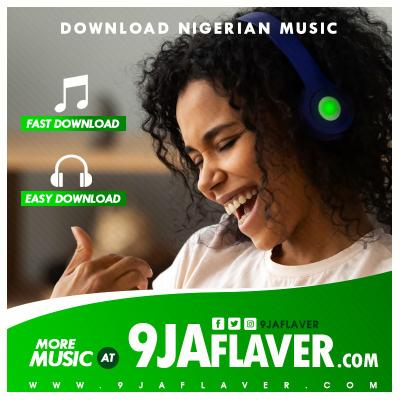 DOWNLOAD NIGERIAN MUSIC
FAST DOWNLOAD
EASY DOWNLOAD
9JAFLAVER
MORE
MUSIC AT 9JAFLAVER.COM
WWW.9JAFLAVER.COM